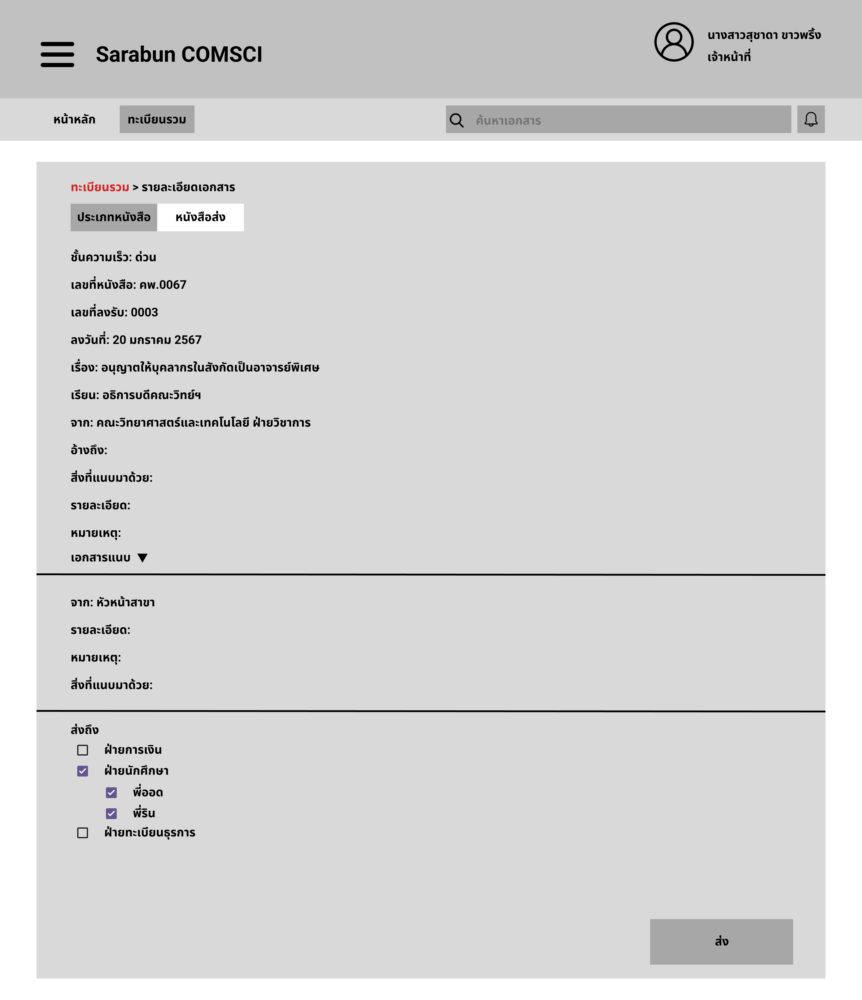 Sarabun COMSCI
นางสาวสุชาดา ขาวพริ้ง
เจ้าหน้าที่
หน้าหลัก
ทะเบียนรวม
ค้นหาเอกสาร
ทะเบียนรวม > รายละเอียดเอกสาร
ประเภทหนังสือ
หนังสือส่ง
ชั้นความเร็ว: ด่วน
เลขที่หนังสือ: คพ.0067
เลขที่ลงรับ: 0003
ลงวันที่: 20 มกราคม 2567
เรื่อง: อนุญาตให้บุคลากรในสังกัดเป็นอาจารย์พิเศษ
เรียน: อธิการบดีคณะวิทย์ฯ
จาก: คณะวิทยาศาสตร์และเทคโนโลยี ฝ่ายวิชาการ
อ้างถึง:
สิ่งที่แนบมาด้วย:
รายละเอียด:
หมายเหตุ:
เอกสารแนบ
จาก: หัวหน้าสาขา
รายละเอียด:
หมายเหตุ:
สิ่งที่แนบมาด้วย:
ส่งถึง
ฝ่ายการเงิน
ฝ่ายนักศึกษา
พี่ออด
พี่ริน
ฝ่ายทะเบียนธุรการ
ส่ง